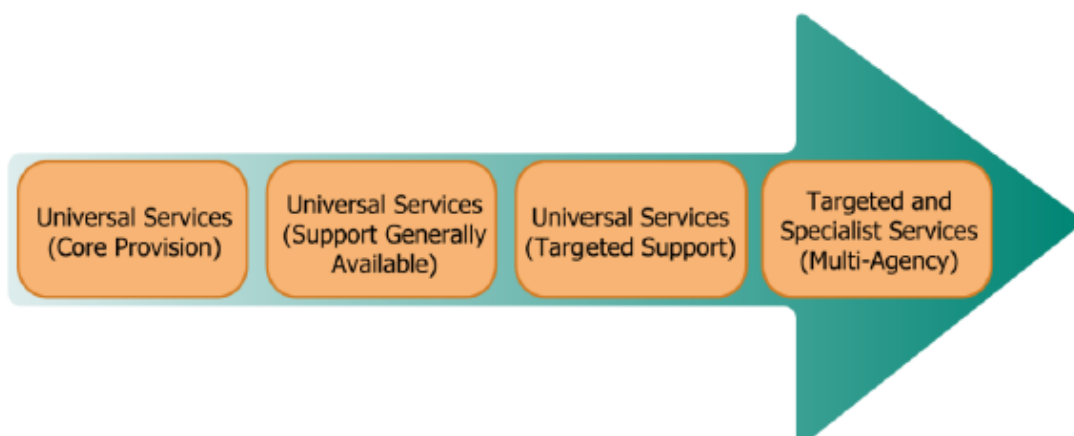 Universal Services
(Core Provision)
Universal Services
(Support Generally
Available)
Universal Services
(Targeted Support)
Targeted and
Specialist Services
(Multi-Agency)